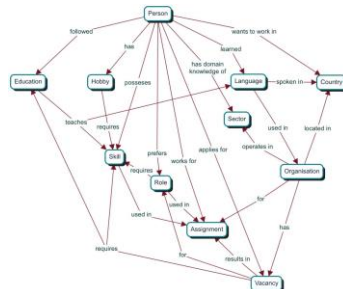 Person
followed
has
wants to work in
learned
has domain
knowledge of
Education
Hobby
posseses
Language
spoken in
Country
teaches
requires
Sector
used in
located in
operates in
Skill
prefers
works for
applies for
requires
Role
Organisation
used in
used in
for
Assignment
has
requires
for
results in
Vacancy